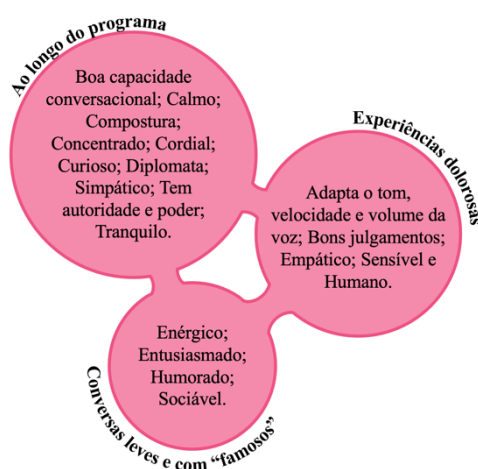 Ao longo do programa
Boa capacidade
conversacional; Calmo;
Compostura;
Concentrado; Cordial;
Curioso; Diplomata;
Simpático; Tem
autoridade e poder;
Tranquilo.
Experiências dolorosas
Adapta o tom,
velocidade e volume da
voz; Bons julgamentos;
Empático; Sensível e
Humano.
Enérgico;
Entusiasmado;
Humorado;
Sociável.
Conversas leves e com “famosos”